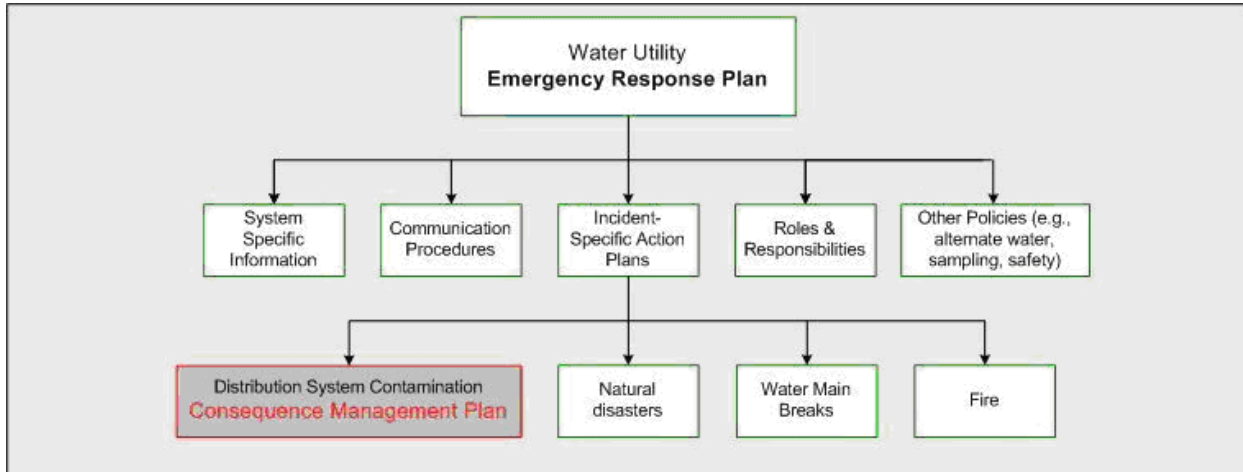 Water Utility
Emergency Response Plan
System
Specific
Information
Communication
Procedures
Incident-
Specific Action
Plans
Roles &
Responsibilities
Other Policies (e.g.,
alternate water,
sampling, safety)
Distribution System Contamination
Consequence Management Plan
Natural
disasters
Water Main
Breaks
Fire